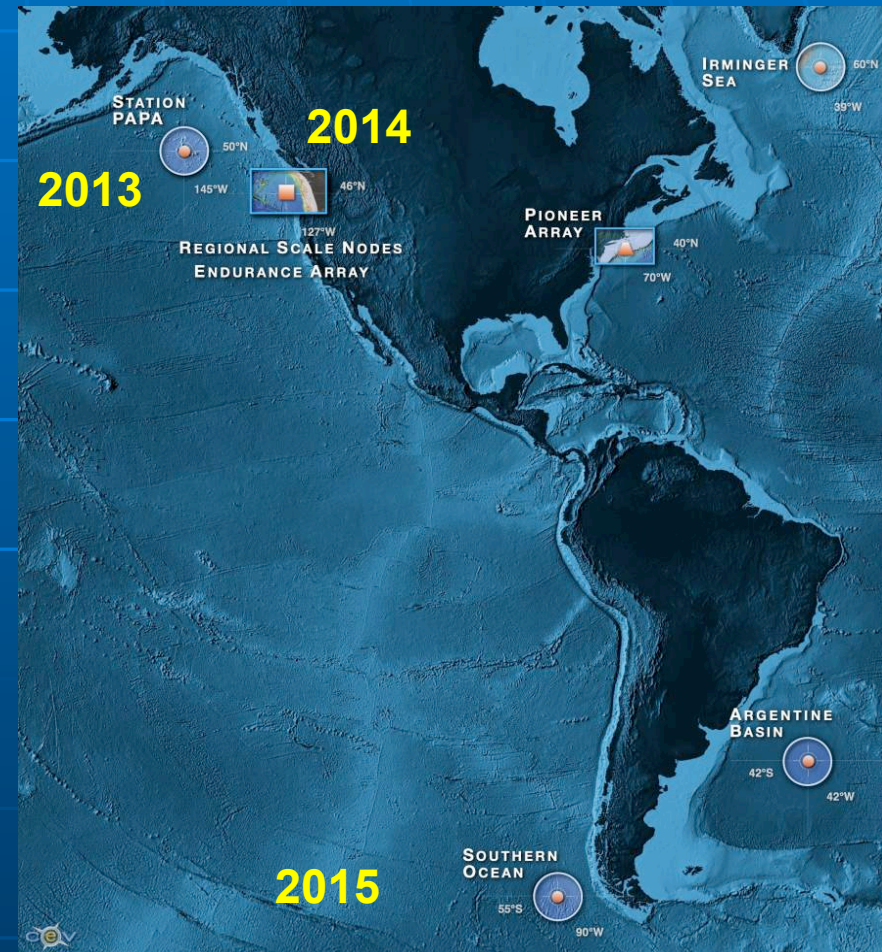 IRMINGER
SEA
60°N
39°W
STATION
PAPA
50°N
145°W
2013
2014
46°N
127°W
REGIONAL SCALE NODES
ENDURANCE ARRAY
PIONEER
ARRAY
40°N
70°W
ARGENTINE
BASIN
42°S
42°W
SOUTHERN
OCEAN
55°S
90°W
2015
cev